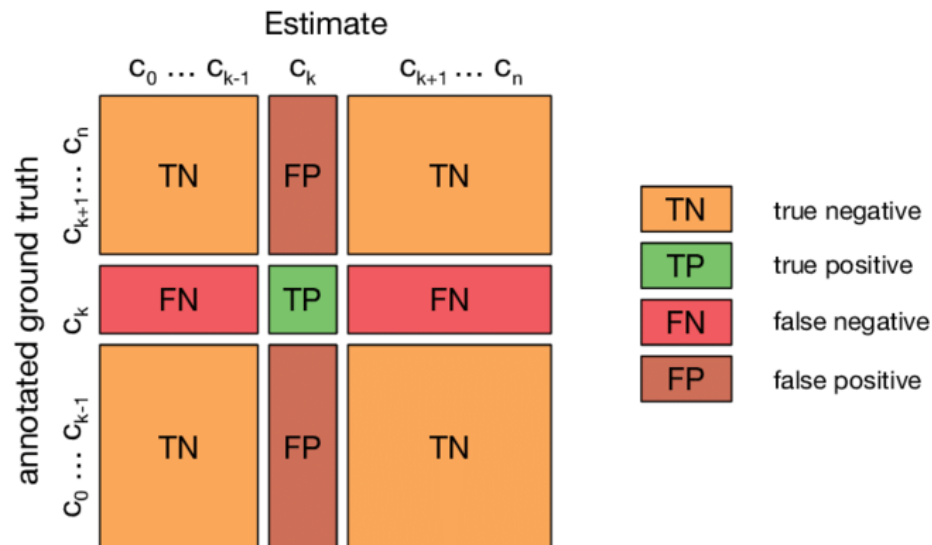 Estimate
c₀ … cₖ₋₁ cₖ cₖ₊₁ … cₙ
annotated ground truth
cₖ₊₁ … cₙ
TN FP TN
cₖ
FN TP FN
c₀ … cₖ₋₁
TN FP TN
TN true negative
TP true positive
FN false negative
FP false positive